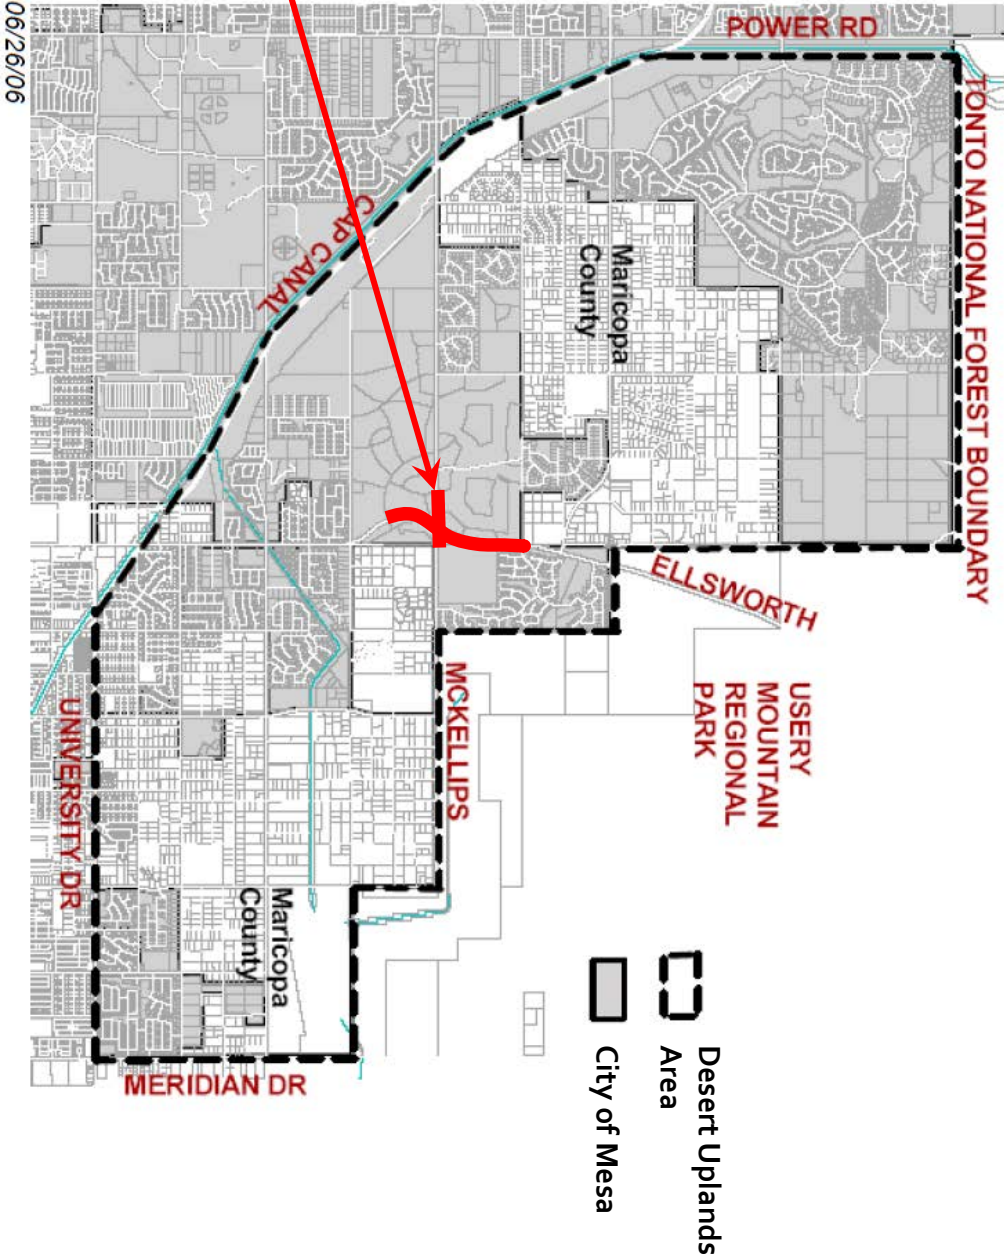 POWER RD
TONTO NATIONAL FOREST BOUNDARY
CAP CANAL
Maricopa
County
ELLSWORTH
USERY
MOUNTAIN
REGIONAL
PARK
MCKELLIPS
UNIVERSITY DR
Maricopa
County
MERIDIAN DR
Desert Uplands
Area
City of Mesa
06/26/06